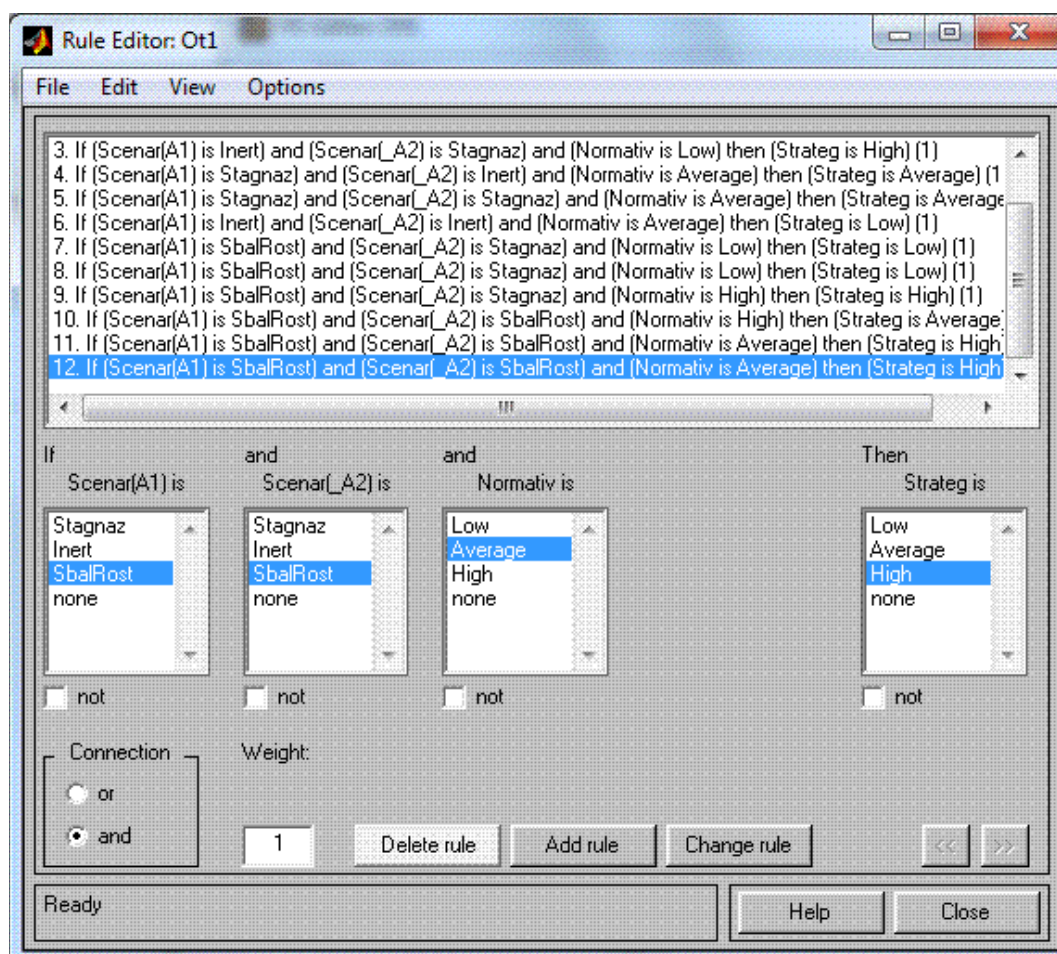 Rule Editor: Ot1
File Edit View Options
3. If (Scenar(A1) is Inert) and (Scenar(_A2) is Stagnaz) and (Normativ is Low) then (Strateg is High) (1)
4. If (Scenar(A1) is Stagnaz) and (Scenar(_A2) is Inert) and (Normativ is Average) then (Strateg is Average) (1
5. If (Scenar(A1) is Stagnaz) and (Scenar(_A2) is Stagnaz) and (Normativ is Average) then (Strateg is Average
6. If (Scenar(A1) is Inert) and (Scenar(_A2) is Inert) and (Normativ is Average) then (Strateg is Low) (1)
7. If (Scenar(A1) is SbalRost) and (Scenar(_A2) is Stagnaz) and (Normativ is Low) then (Strateg is Low) (1)
8. If (Scenar(A1) is SbalRost) and (Scenar(_A2) is Stagnaz) and (Normativ is Low) then (Strateg is Low) (1)
9. If (Scenar(A1) is SbalRost) and (Scenar(_A2) is Stagnaz) and (Normativ is High) then (Strateg is High) (1)
10. If (Scenar(A1) is SbalRost) and (Scenar(_A2) is SbalRost) and (Normativ is High) then (Strateg is Average)
11. If (Scenar(A1) is SbalRost) and (Scenar(_A2) is SbalRost) and (Normativ is Average) then (Strateg is High
12. If (Scenar(A1) is SbalRost) and (Scenar(_A2) is SbalRost) and (Normativ is Average) then (Strateg is High
If and and Then
Scenar(A1) is Scenar(_A2) is Normativ is Strateg is
Stagnaz Stagnaz Low Low
Inert Inert Average Average
SbalRost SbalRost High High
none none none none
not not not not
Connection Weight:
or
and 1 Delete rule Add rule Change rule << >>
Ready Help Close